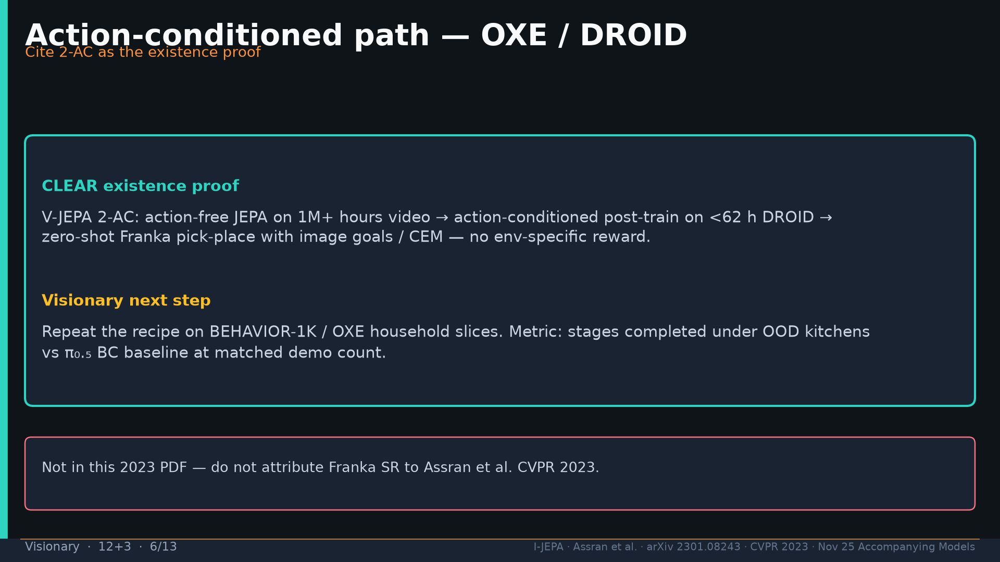 Action-conditioned path — OXE / DROID
Cite 2-AC as the existence proof
CLEAR existence proof
V-JEPA 2-AC: action-free JEPA on 1M+ hours video → action-conditioned post-train on <62 h DROID →
zero-shot Franka pick-place with image goals / CEM — no env-specific reward.
Visionary next step
Repeat the recipe on BEHAVIOR-1K / OXE household slices. Metric: stages completed under OOD kitchens
vs π₀.₅ BC baseline at matched demo count.
Not in this 2023 PDF — do not attribute Franka SR to Assran et al. CVPR 2023.
Visionary · 12+3 · 6/13
I-JEPA · Assran et al. · arXiv 2301.08243 · CVPR 2023 · Nov 25 Accompanying Models